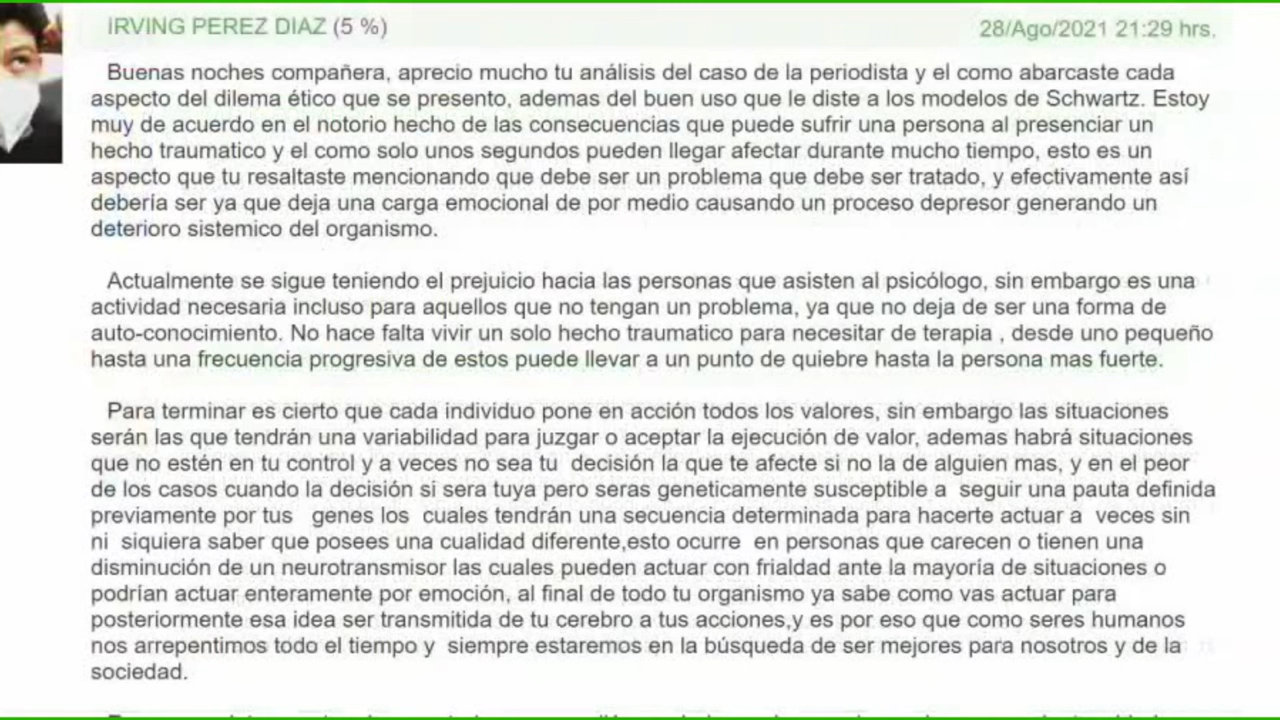 IRVING PEREZ DIAZ (5 %)
28/Ago/2021 21:29 hrs.
Buenas noches compañera, aprecio mucho tu análisis del caso de la periodista y el como abarcaste cada
aspecto del dilema ético que se presento, ademas del buen uso que le diste a los modelos de Schwartz. Estoy
muy de acuerdo en el notorio hecho de las consecuencias que puede sufrir una persona al presenciar un
hecho traumatico y el como solo unos segundos pueden llegar afectar durante mucho tiempo, esto es un
aspecto que tu resaltaste mencionando que debe ser un problema que debe ser tratado, y efectivamente así
debería ser ya que deja una carga emocional de por medio causando un proceso depresor generando un
deterioro sistemico del organismo.
Actualmente se sigue teniendo el prejuicio hacia las personas que asisten al psicólogo, sin embargo es una
actividad necesaria incluso para aquellos que no tengan un problema, ya que no deja de ser una forma de
auto-conocimiento. No hace falta vivir un solo hecho traumatico para necesitar de terapia , desde uno pequeño
hasta una frecuencia progresiva de estos puede llevar a un punto de quiebre hasta la persona mas fuerte.
Para terminar es cierto que cada individuo pone en acción todos los valores, sin embargo las situaciones
serán las que tendrán una variabilidad para juzgar o aceptar la ejecución de valor, ademas habrá situaciones
que no estén en tu control y a veces no sea tu decisión la que te afecte si no la de alguien mas, y en el peor
de los casos cuando la decisión si sera tuya pero seras geneticamente susceptible a seguir una pauta definida
previamente por tus genes los cuales tendrán una secuencia determinada para hacerte actuar a veces sin
ni siquiera saber que posees una cualidad diferente,esto ocurre en personas que carecen o tienen una
disminución de un neurotransmisor las cuales pueden actuar con frialdad ante la mayoría de situaciones o
podrían actuar enteramente por emoción, al final de todo tu organismo ya sabe como vas actuar para
posteriormente esa idea ser transmitida de tu cerebro a tus acciones,y es por eso que como seres humanos
nos arrepentimos todo el tiempo y siempre estaremos en la búsqueda de ser mejores para nosotros y de la
sociedad.